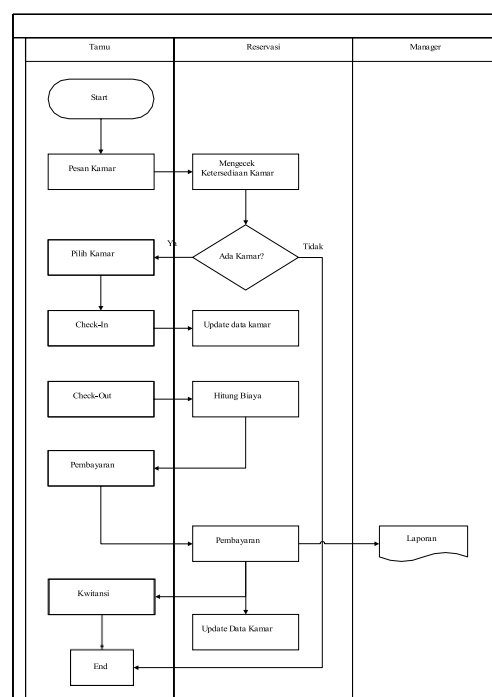 Tamu
Reservasi
Manager
Start
Pesan Kamar
Mengecek
Ketersediaan Kamar
Ya
Tidak
Pilih Kamar
Ada Kamar?
Check-In
Update data kamar
Check-Out
Hitung Biaya
Pembayaran
Pembayaran
Laporan
Kwitansi
Update Data Kamar
End